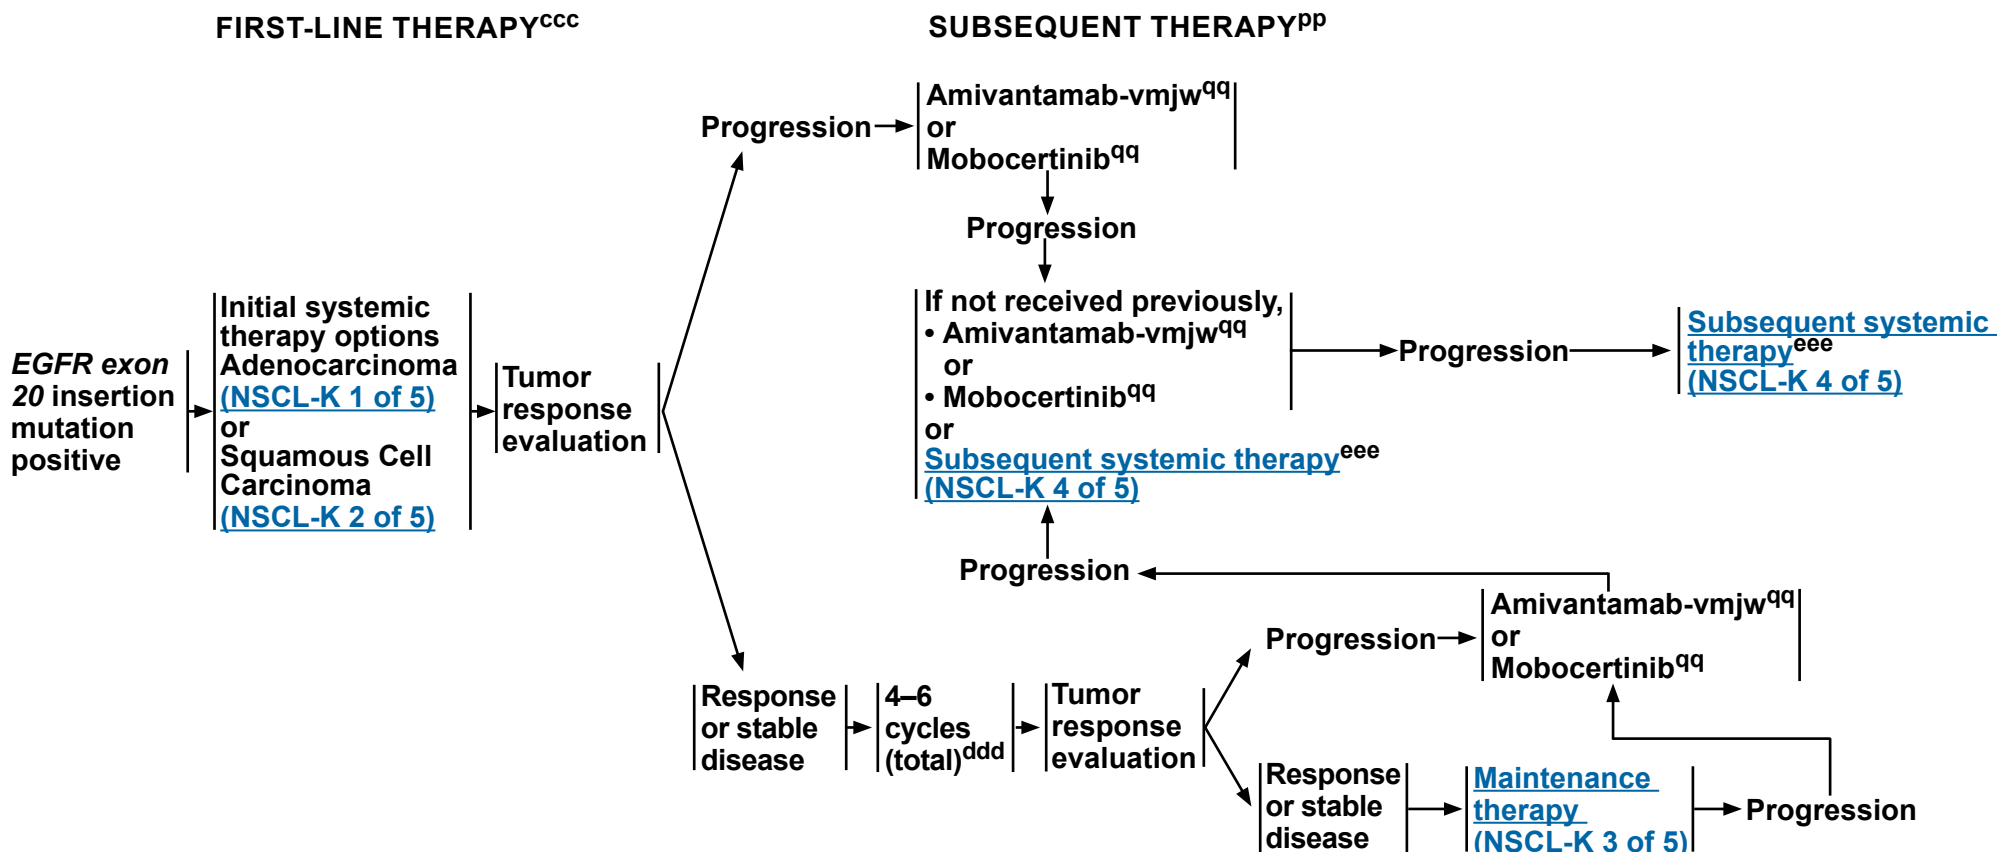 FIRST-LINE THERAPYccc
SUBSEQUENT THERAPYpp
EGFR exon
20 insertion
mutation
positive
Initial systemic
therapy options
Adenocarcinoma
(NSCL-K 1 of 5)
or
Squamous Cell
Carcinoma
(NSCL-K 2 of 5)
Tumor
response
evaluation
Progression
Amivantamab-vmjwqq
or
Mobocertinibqq
Progression
If not received previously,
• Amivantamab-vmjwqq
or
• Mobocertinibqq
or
Subsequent systemic therapyeee
(NSCL-K 4 of 5)
Progression
Subsequent systemic
therapyeee
(NSCL-K 4 of 5)
Progression
Response
or stable
disease
4–6
cycles
(total)ddd
Tumor
response
evaluation
Progression
Amivantamab-vmjwqq
or
Mobocertinibqq
Response
or stable
disease
Maintenance
therapy
(NSCL-K 3 of 5)
Progression